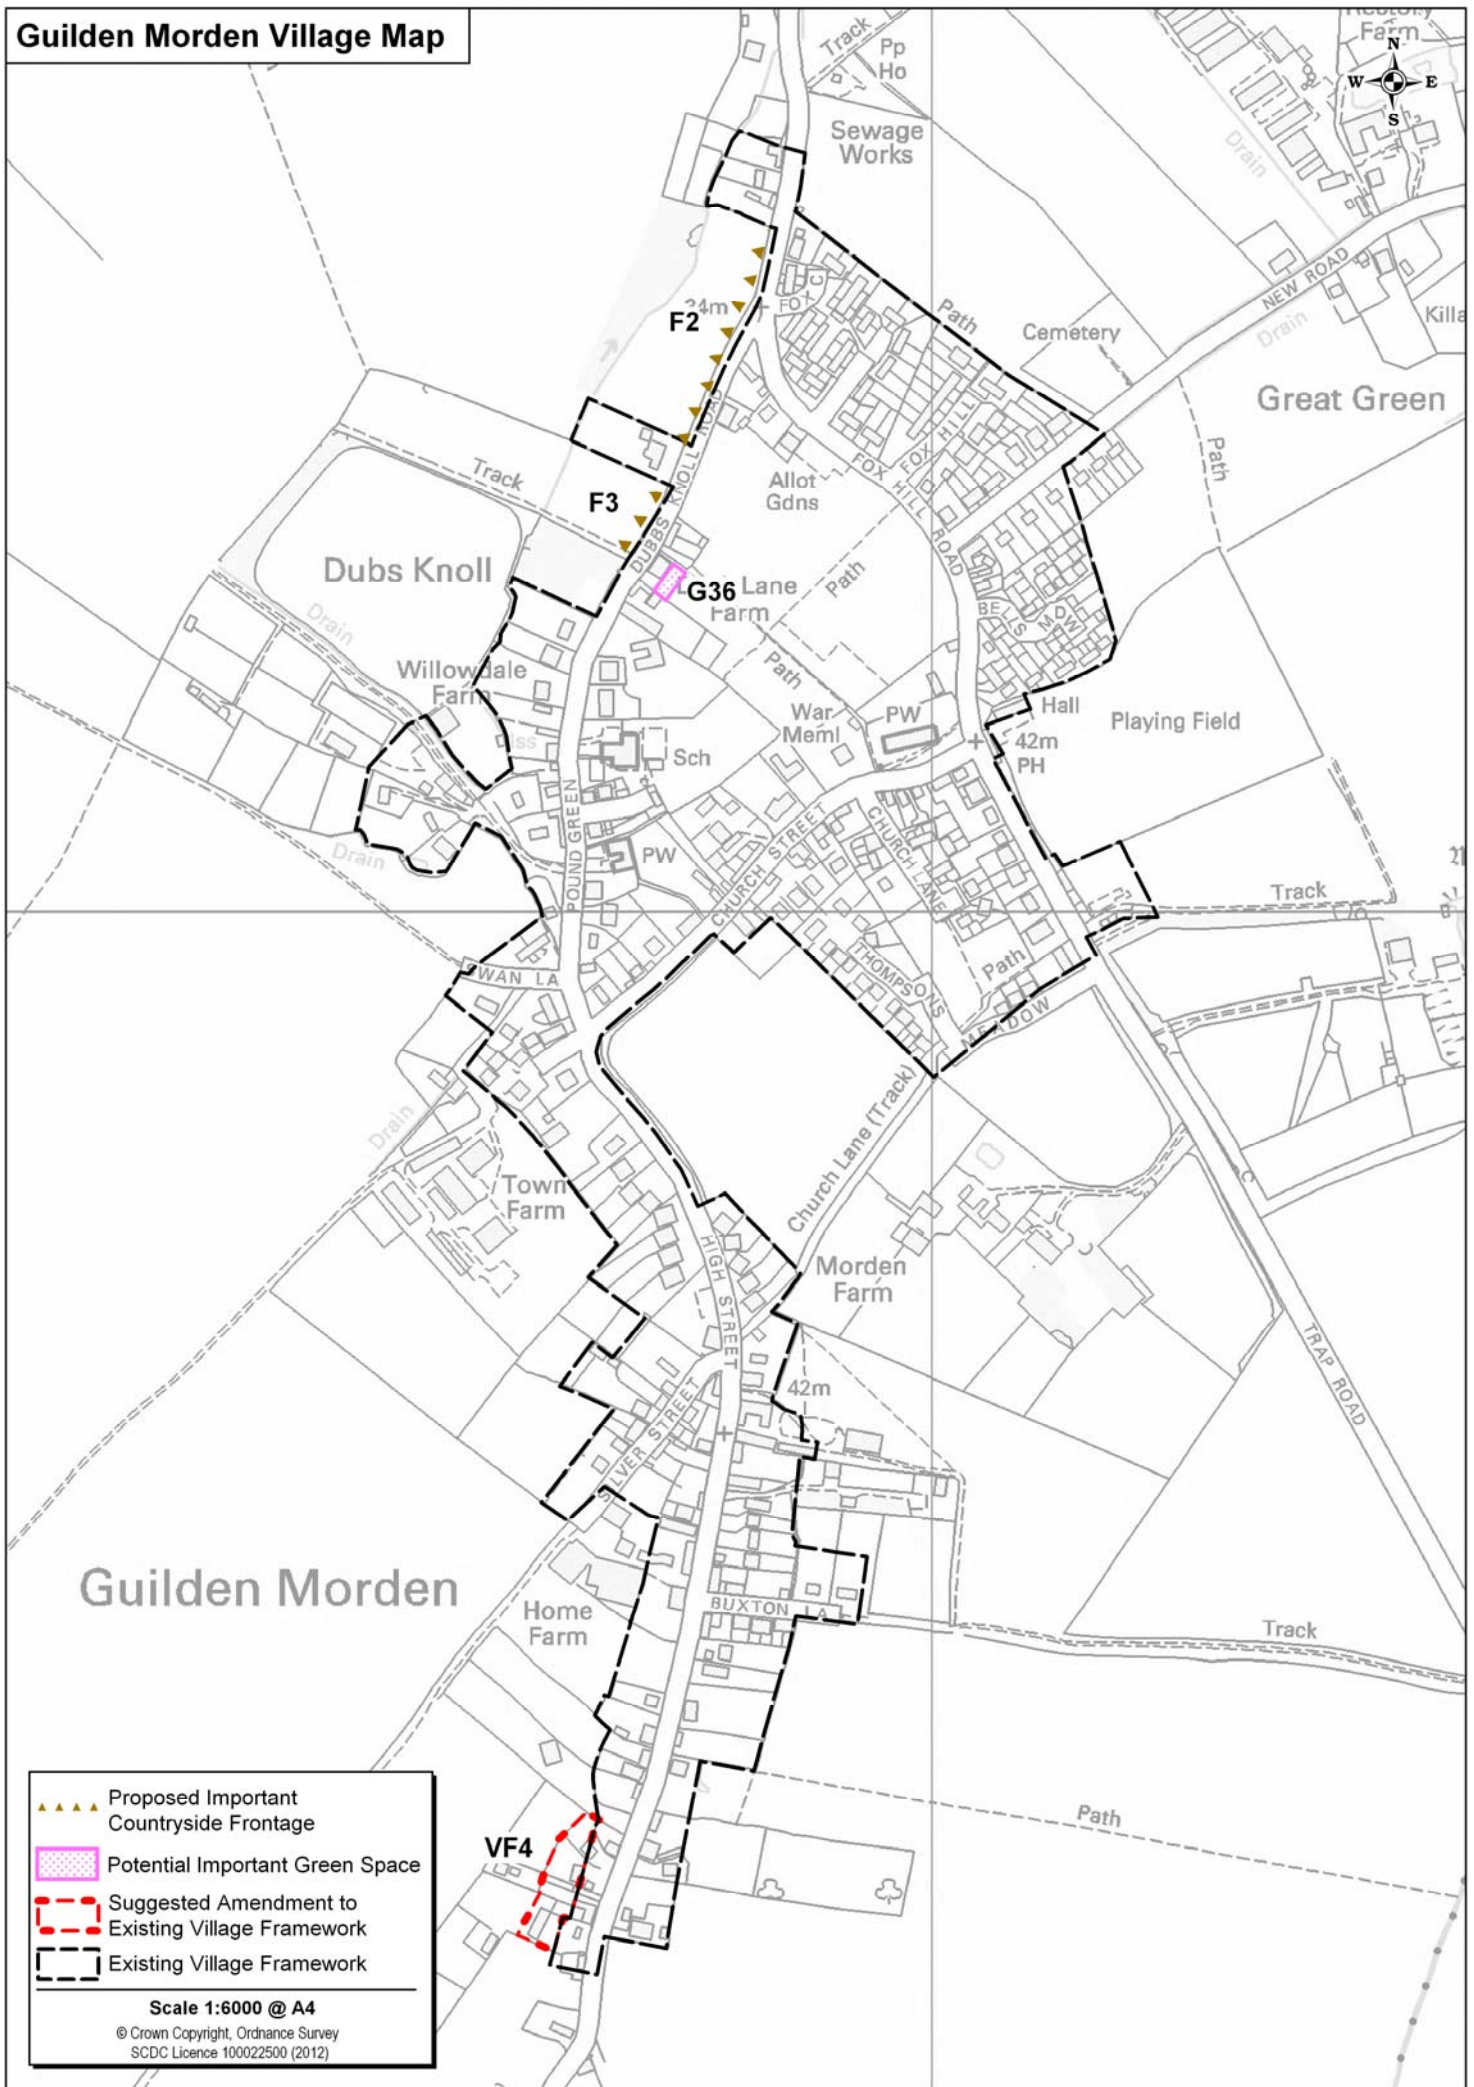 Guilden Morden Village Map
Farm
N
W
E
S
Track
Pp
Ho
Sewage
Works
Drain
NEW ROAD
Drain
Killa
Path
Cemetery
Great Green
Path
F2
34m
FOX
DUBBS KNOLL ROAD
FOX HILL
FOX HILL ROAD
Allot
Gdns
Track
F3
Dubs Knoll
G36
Lane
Farm
Path
Drain
BELS
MDW
Willowdale
Farm
Path
War
Meml
PW
Hall
42m
PH
Playing Field
Iss
Sch
POUND GREEN
CHURCH STREET
CHURCH LANE
PW
Drain
Track
SWAN LA
THOMPSONS
MEADOW
Path
Drain
Church Lane (Track)
Town
Farm
HIGH STREET
Morden
Farm
TRAP ROAD
42m
SILVER STREET
Guilden Morden
Home
Farm
BUXTON LA
Track
Path
VF4
Proposed Important
Countryside Frontage
Potential Important Green Space
Suggested Amendment to
Existing Village Framework
Existing Village Framework
Scale 1:6000 @ A4
© Crown Copyright, Ordnance Survey
SCDC Licence 100022500 (2012)